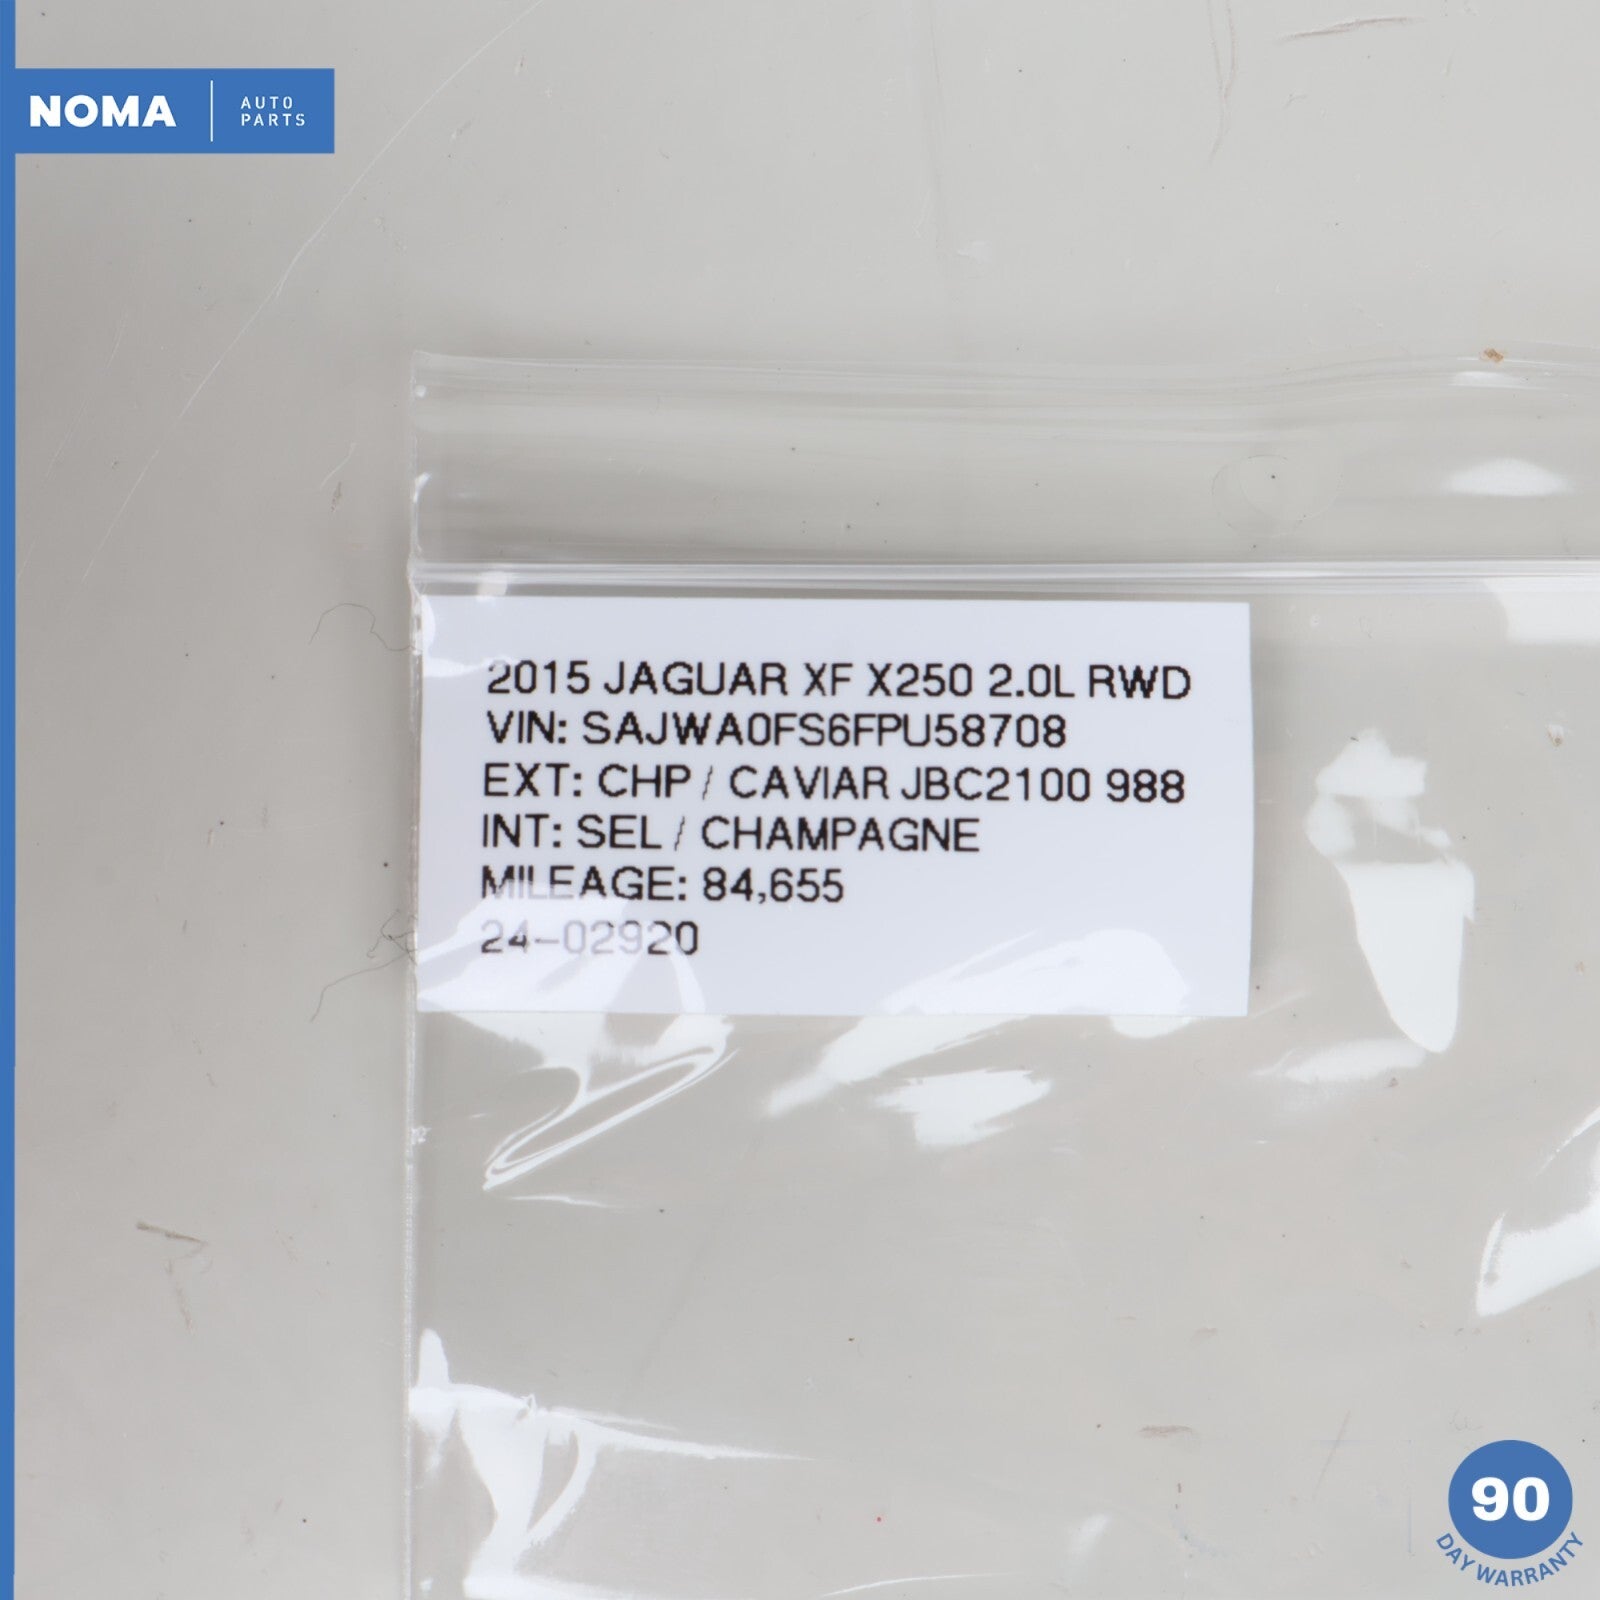 NOMA
AUTO
PARTS
2015 JAGUAR XF X250 2.0L RWD
VIN: SAJWA0FS6FPU58708
EXT: CHP / CAVIAR JBC2100 988
INT: SEL / CHAMPAGNE
MILEAGE: 84,655
24-02920
90
DAY WARRANTY